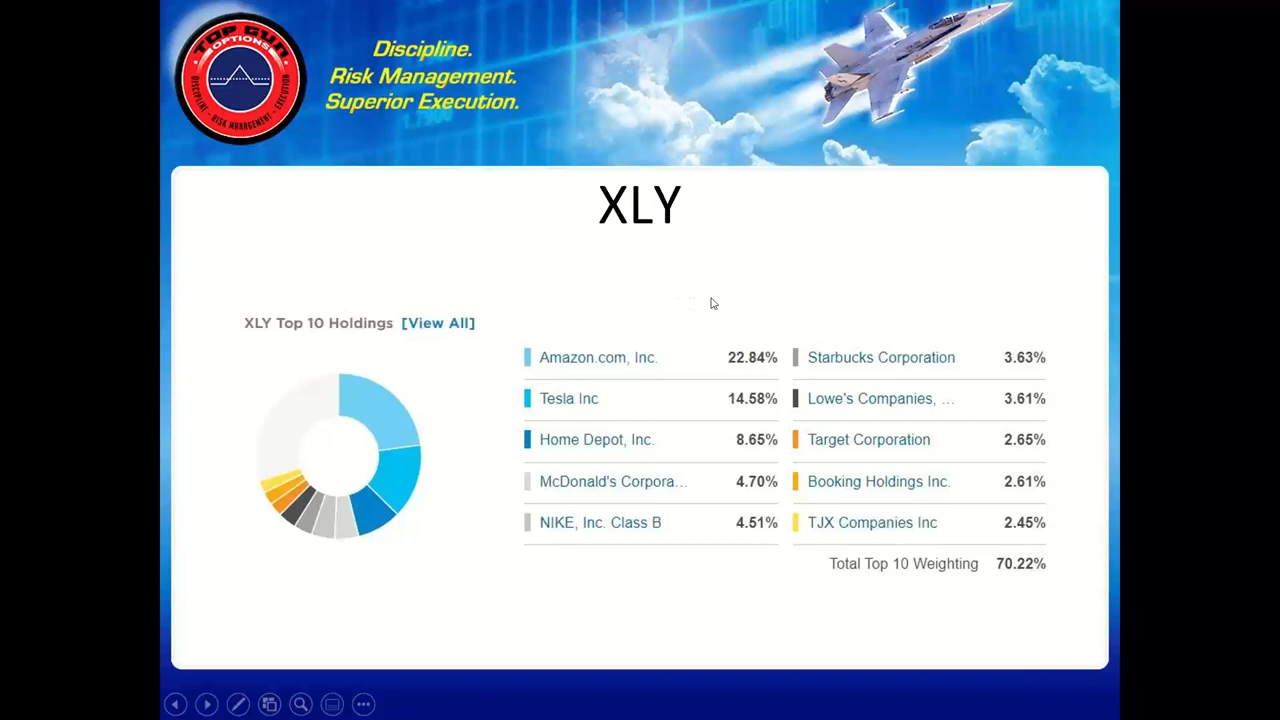 TOP GUN
OPTIONS
DISCIPLINE - RISK MANAGEMENT - EXECUTION
Discipline.
Risk Management.
Superior Execution.
XLY
XLY Top 10 Holdings [View All]
Amazon.com, Inc. 22.84%
Starbucks Corporation 3.63%
Tesla Inc 14.58%
Lowe's Companies, ... 3.61%
Home Depot, Inc. 8.65%
Target Corporation 2.65%
McDonald's Corpora... 4.70%
Booking Holdings Inc. 2.61%
NIKE, Inc. Class B 4.51%
TJX Companies Inc 2.45%
Total Top 10 Weighting 70.22%